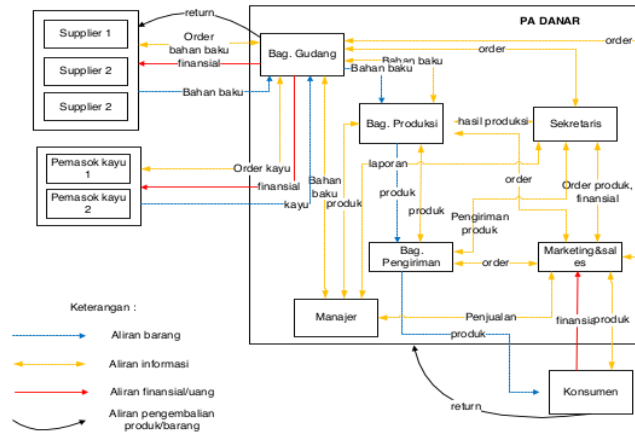 return
PA DANAR
Supplier 1
Supplier 2
Supplier 2
Order
bahan baku
finansial
Bahan baku
Bag. Gudang
order
order
Bahan baku
Bahan baku
Bag. Produksi
hasil produksi
Sekretaris
Pemasok kayu
1
Pemasok kayu
2
Order kayu
finansial
kayu
Bahan
baku
produk
laporan
produk
produk
order
Order produk,
finansial
Pengiriman
produk
Bag.
Pengiriman
order
Marketing&sal
es
Manajer
Penjualan
finansia
produk
produk
Konsumen
return
Keterangan :
Aliran barang
Aliran informasi
Aliran finansial/uang
Aliran pengembalian
produk/barang